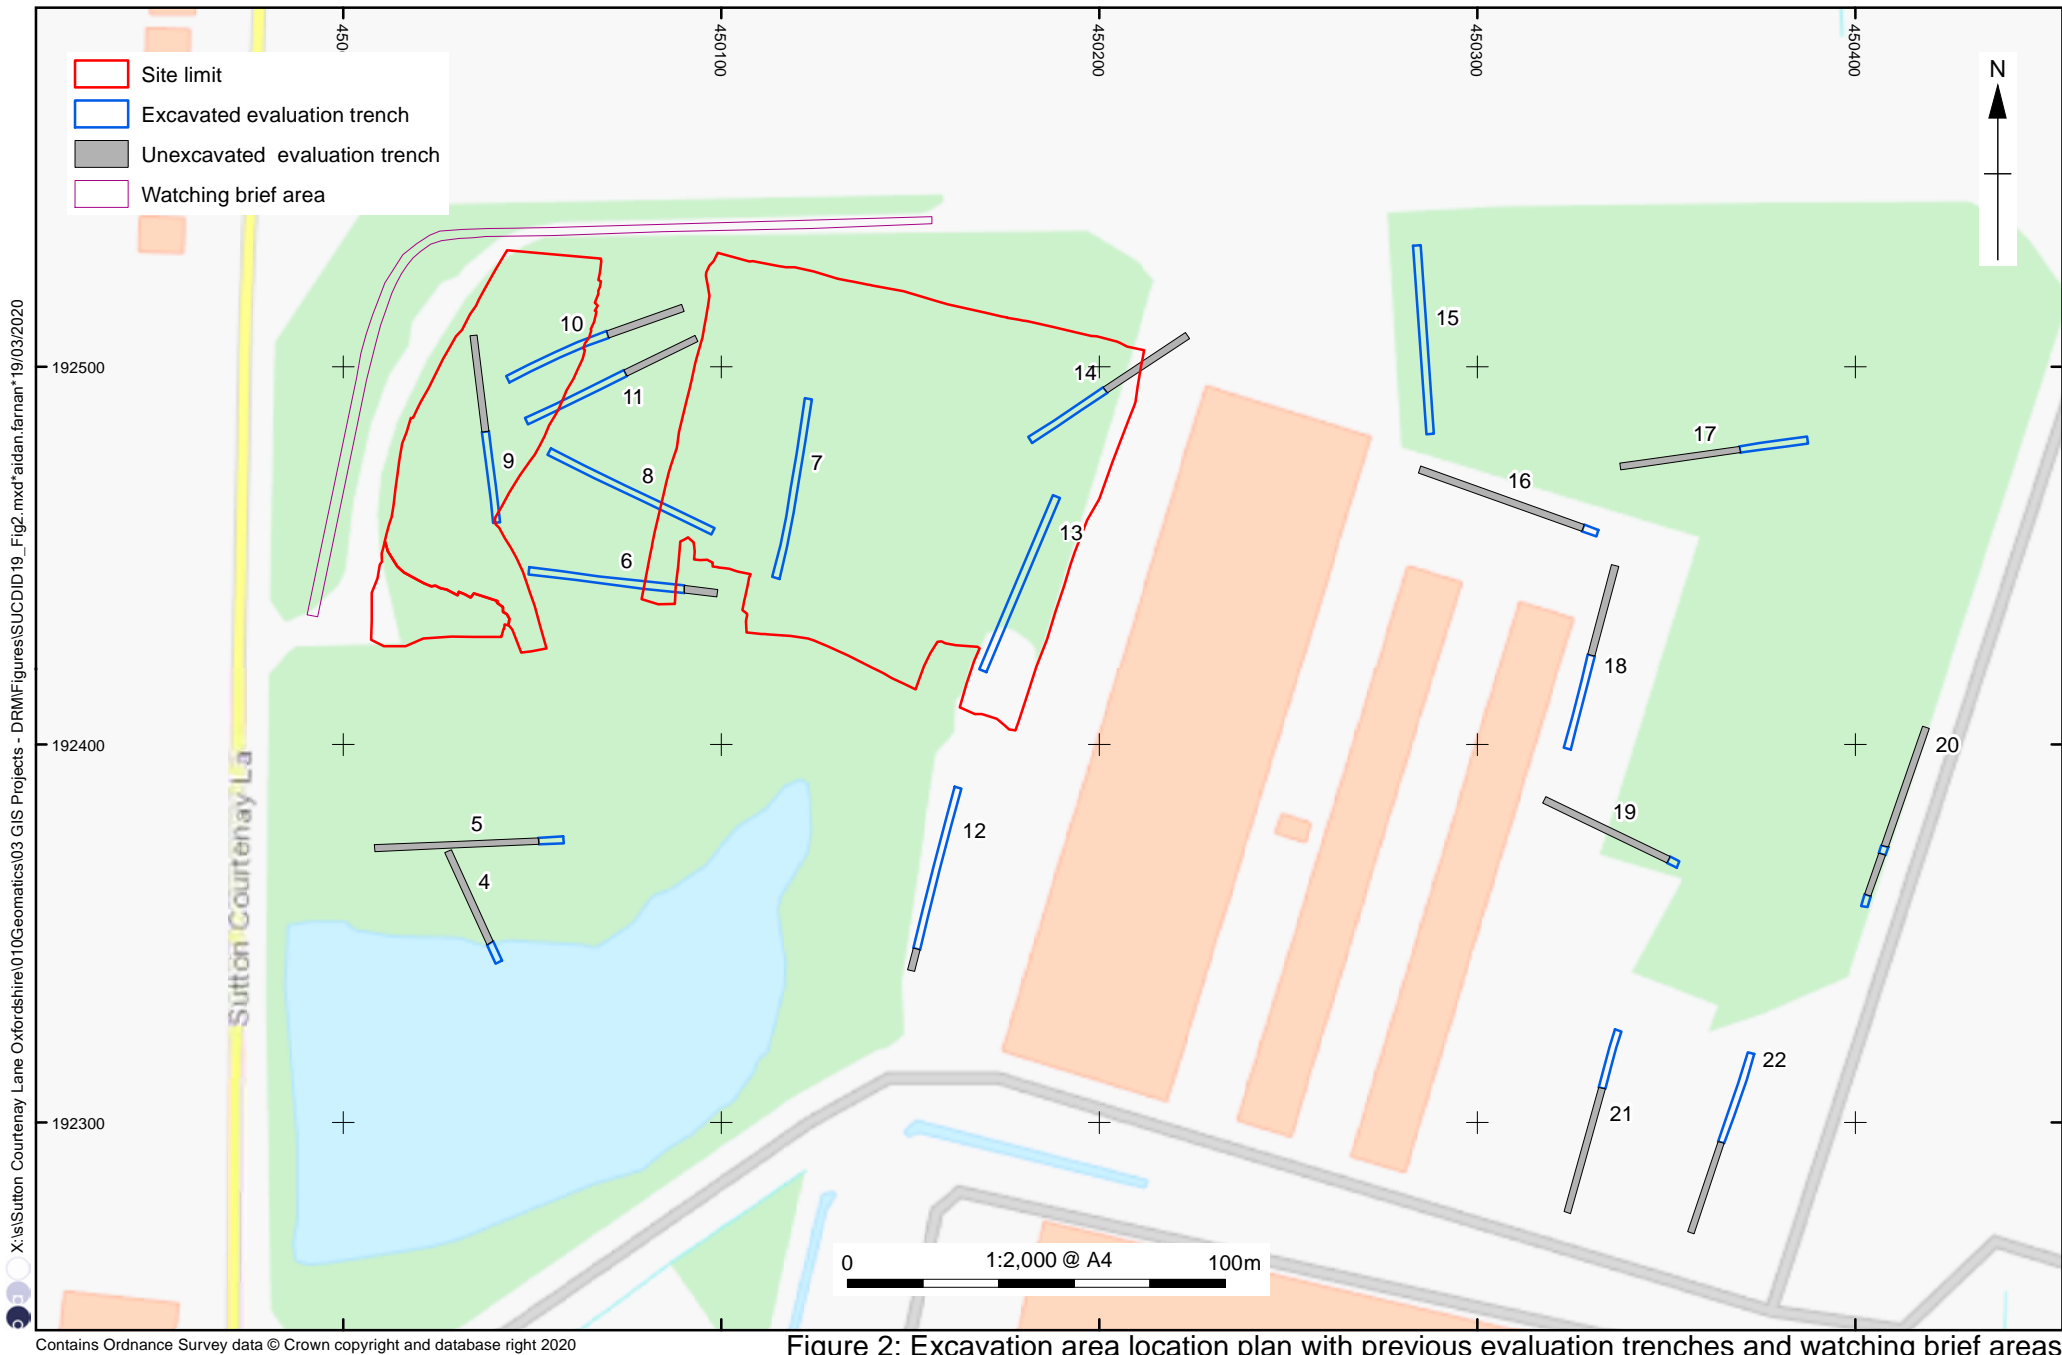 450
450100
450200
450300
450400
Site limit
Excavated evaluation trench
Unexcavated evaluation trench
Watching brief area
N
192500
192400
192300
10
11
9
8
7
6
14
13
15
17
16
18
19
20
12
5
4
21
22
Sutton Courtenay La
0
1:2,000 @ A4
100m
X:\s\Sutton Courtenay Lane Oxfordshire\010Geomatics\03 GIS Projects - DRM\Figures\SUCDID19_Fig2.mxd*aidan.farnan*19/03/2020
Contains Ordnance Survey data © Crown copyright and database right 2020
Figure 2: Excavation area location plan with previous evaluation trenches and watching brief areas